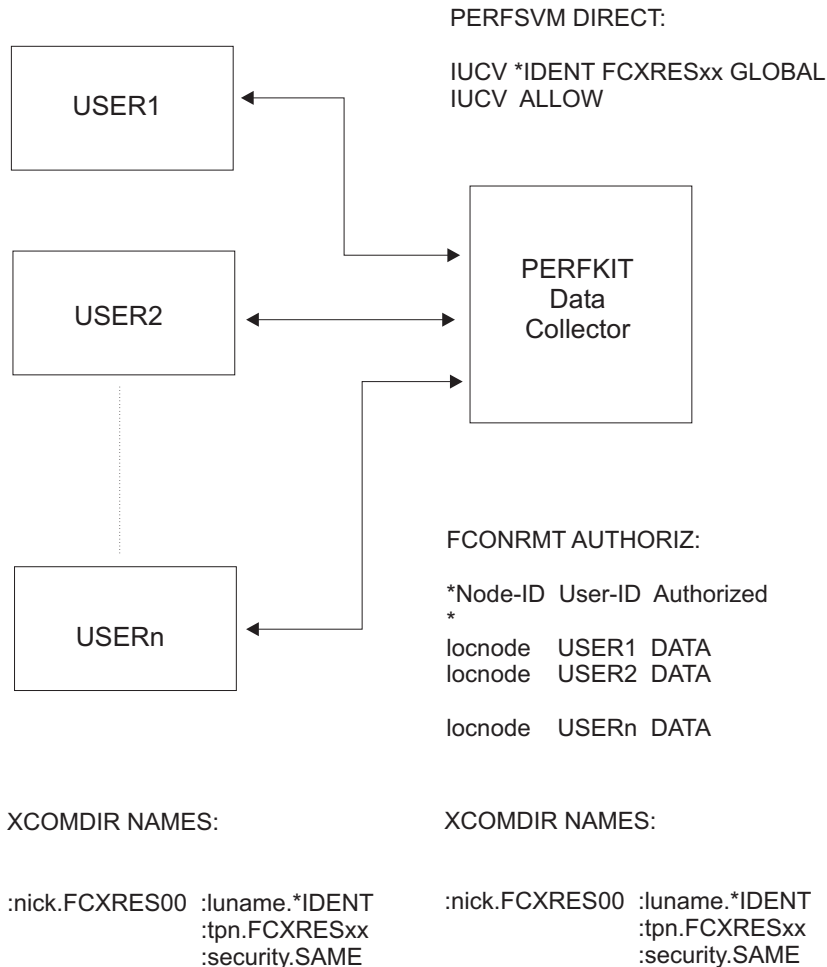 PERFSVM DIRECT:
IUCV *IDENT FCXRESxx GLOBAL
IUCV ALLOW
USER1
USER2
USERn
PERFKIT
Data
Collector
FCONRMT AUTHORIZ:
*Node-ID User-ID Authorized
*
locnode USER1 DATA
locnode USER2 DATA
locnode USERn DATA
XCOMDIR NAMES:
:nick.FCXRES00 :luname.*IDENT
:tpn.FCXRESxx
:security.SAME
XCOMDIR NAMES:
:nick.FCXRES00 :luname.*IDENT
:tpn.FCXRESxx
:security.SAME